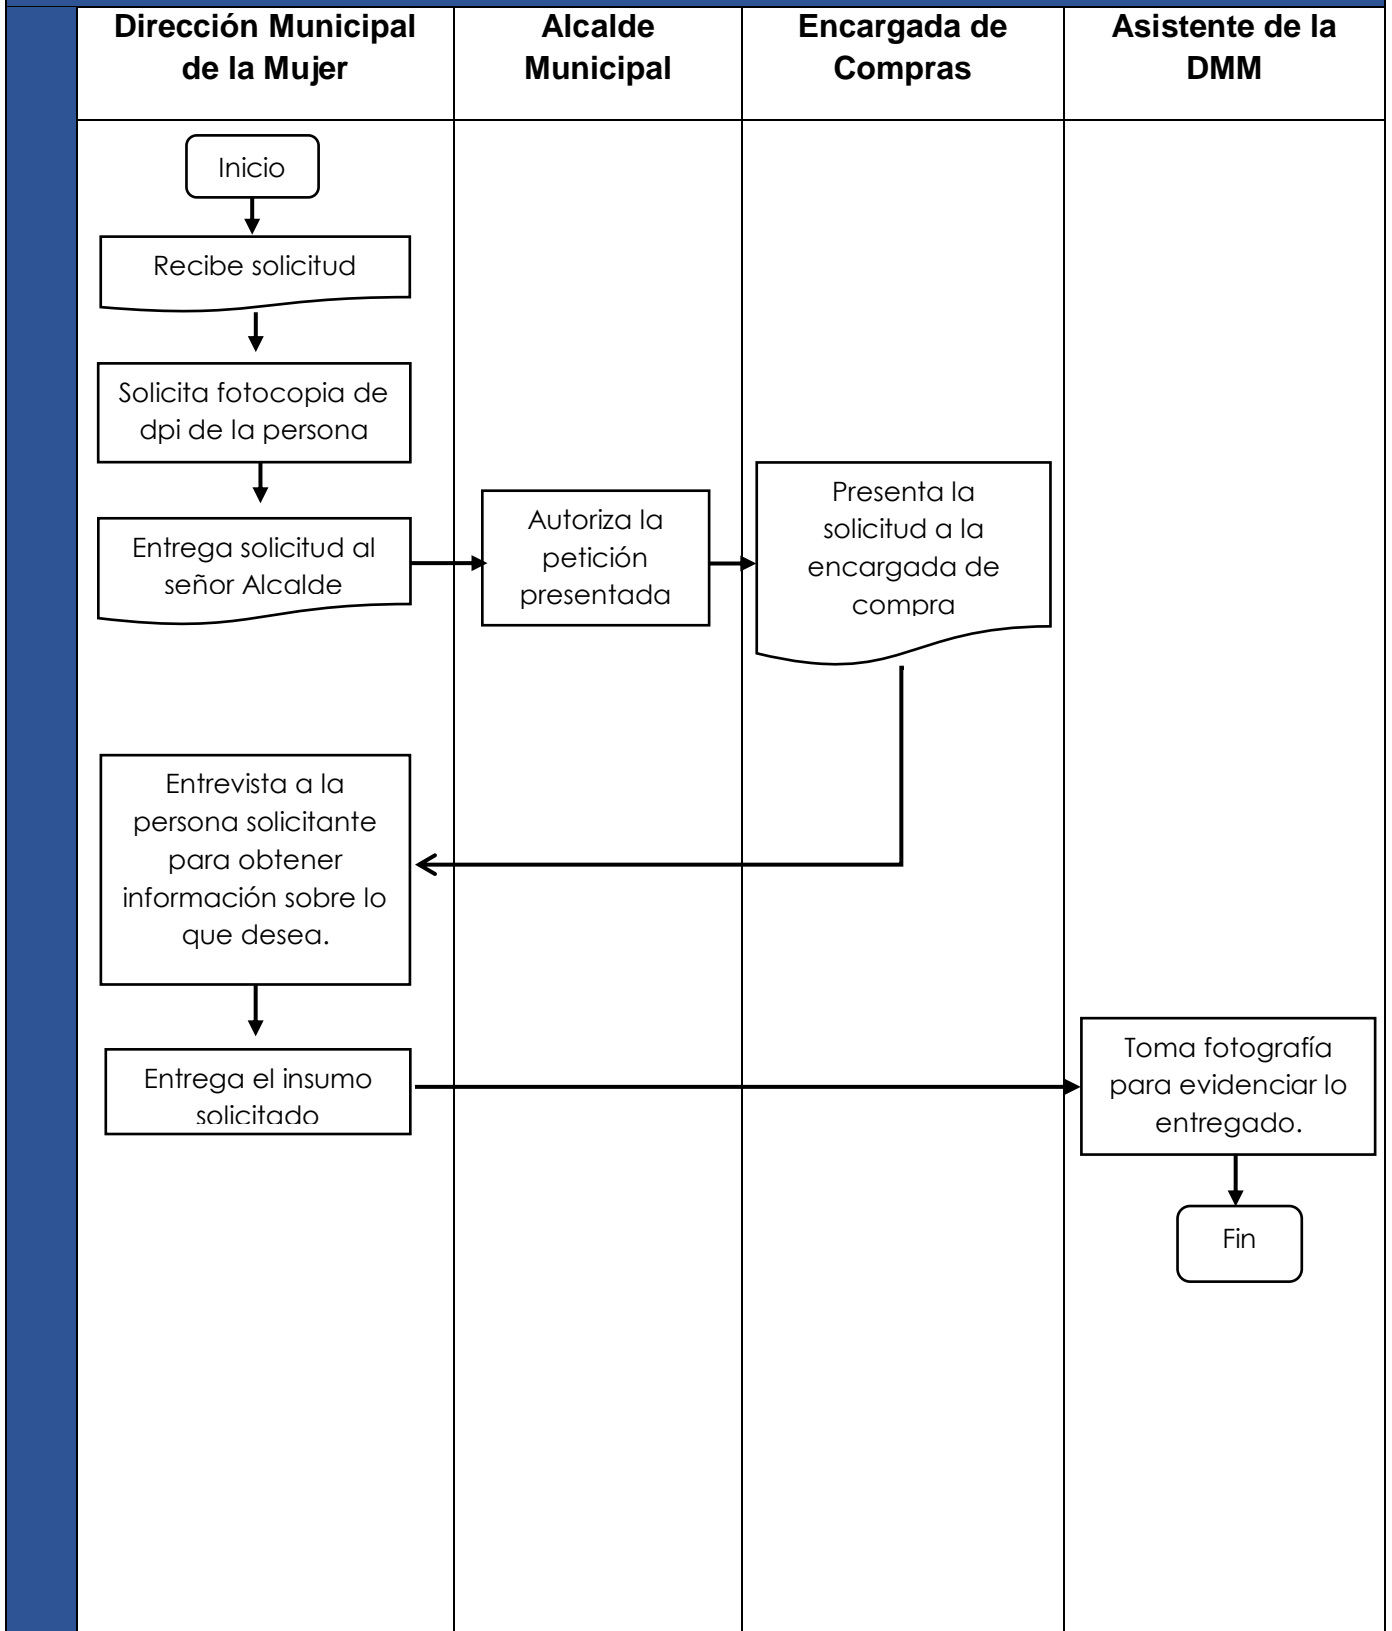 Dirección Municipal
de la Mujer
Alcalde
Municipal
Encargada de
Compras
Asistente de la
DMM
Inicio
Recibe solicitud
Solicita fotocopia de
dpi de la persona
Entrega solicitud al
señor Alcalde
Autoriza la
petición
presentada
Presenta la
solicitud a la
encargada de
compra
Entrevista a la
persona solicitante
para obtener
información sobre lo
que desea.
Entrega el insumo
solicitado
Toma fotografía
para evidenciar lo
entregado.
Fin